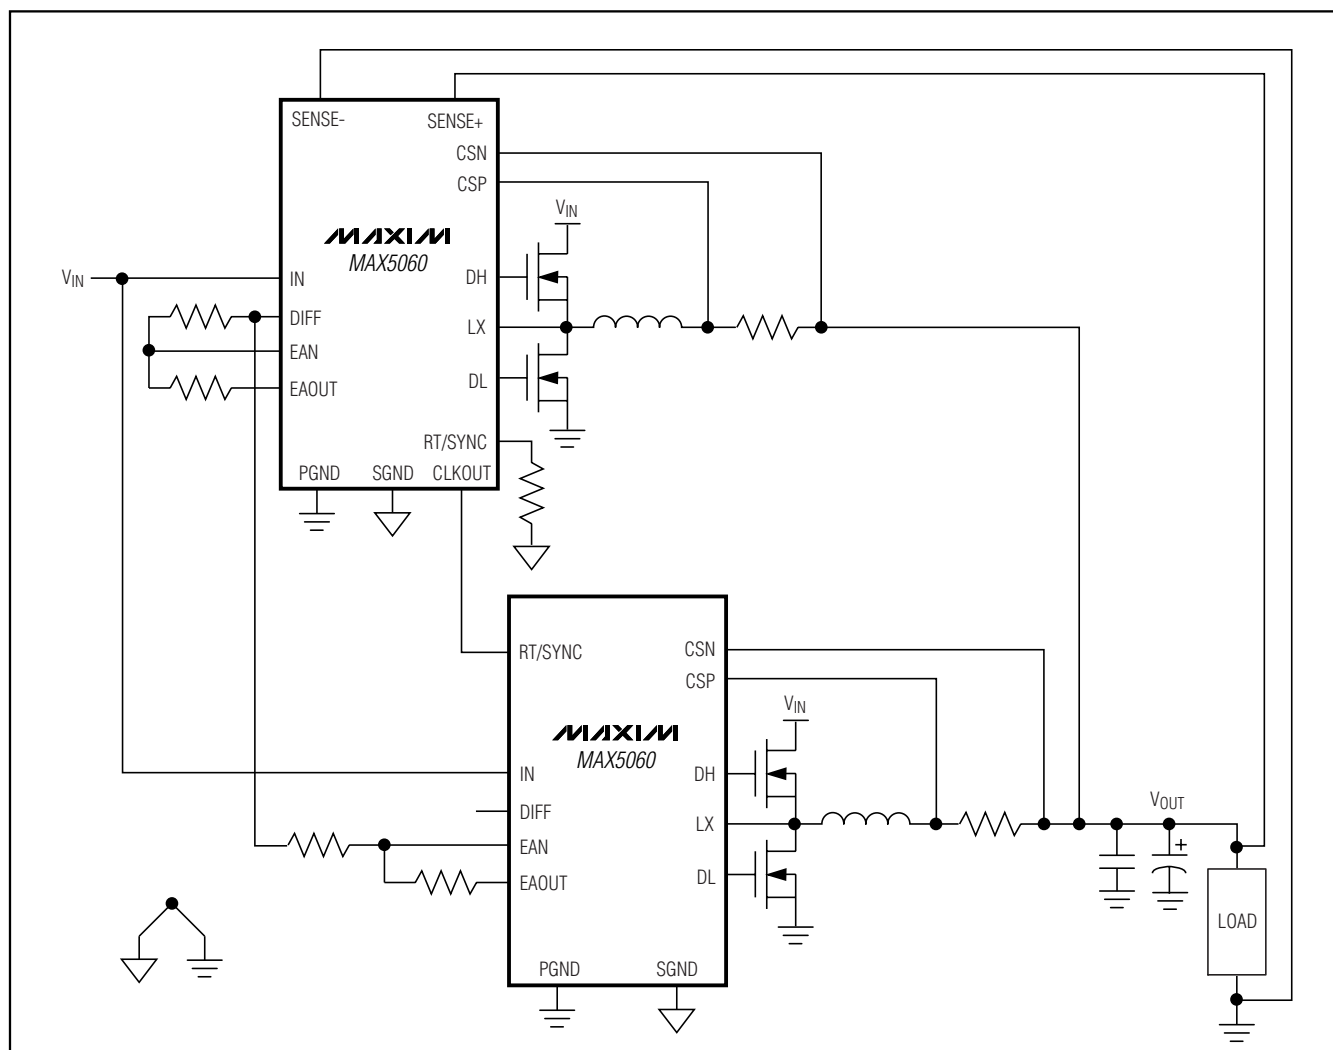 SENSE-
SENSE+
CSN
CSP
VIN
MAXIM
MAX5060
VIN
IN
DH
DIFF
LX
EAN
EAOUT
DL
RT/SYNC
PGND
SGND
CLKOUT
RT/SYNC
CSN
CSP
VIN
MAXIM
MAX5060
IN
DH
DIFF
LX
VOUT
EAN
+
EAOUT
DL
LOAD
PGND
SGND